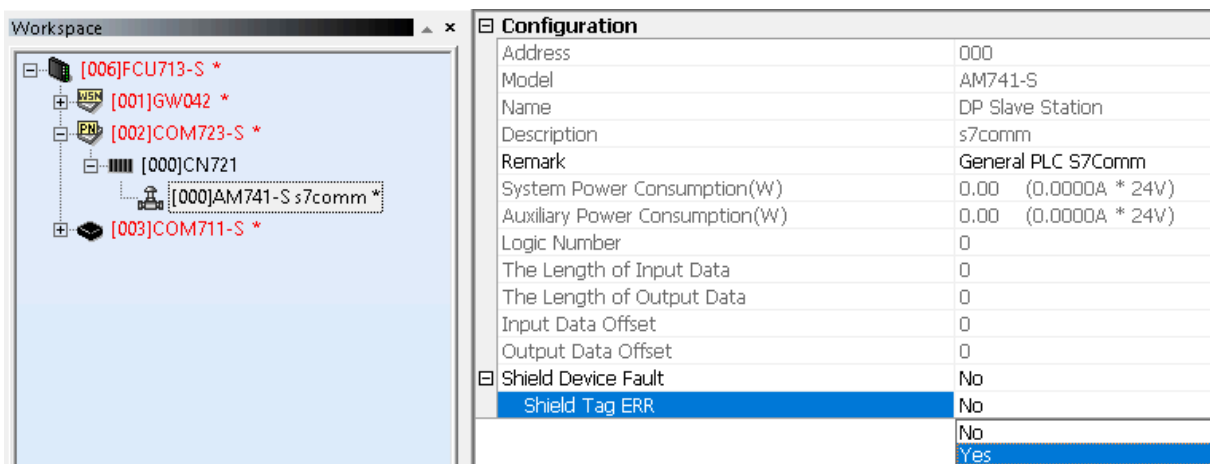 Workspace
[006]FCU713-S *
WSN [001]GW042 *
PN [002]COM723-S *
[000]CN721
[000]AM741-S s7comm *
[003]COM711-S *
Configuration
Address 000
Model AM741-S
Name DP Slave Station
Description s7comm
Remark General PLC S7Comm
System Power Consumption(W) 0.00 (0.0000A * 24V)
Auxiliary Power Consumption(W) 0.00 (0.0000A * 24V)
Logic Number 0
The Length of Input Data 0
The Length of Output Data 0
Input Data Offset 0
Output Data Offset 0
Shield Device Fault No
Shield Tag ERR No
No
Yes